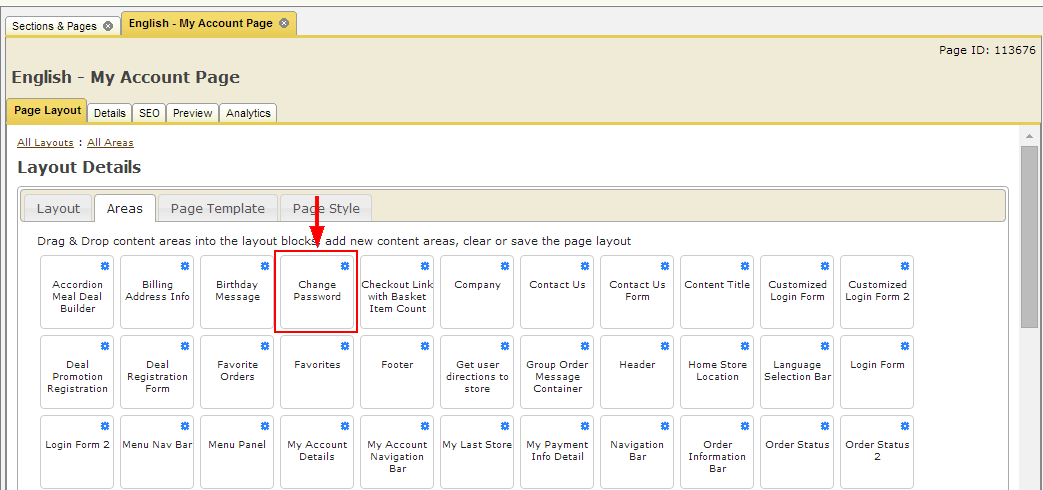 Sections & Pages
English - My Account Page
Page ID: 113676
English - My Account Page
Page Layout
Details
SEO
Preview
Analytics
All Layouts : All Areas
Layout Details
Layout
Areas
Page Template
Page Style
Drag & Drop content areas into the layout blocks, add new content areas, clear or save the page layout
Accordion
Meal Deal
Builder
Billing
Address Info
Birthday
Message
Change
Password
Checkout Link
with Basket
Item Count
Company
Contact Us
Contact Us
Form
Content Title
Customized
Login Form
Customized
Login Form 2
Deal
Promotion
Registration
Deal
Registration
Form
Favorite
Orders
Favorites
Footer
Get user
directions to
store
Group Order
Message
Container
Header
Home Store
Location
Language
Selection Bar
Login Form
Login Form 2
Menu Nav Bar
Menu Panel
My Account
Details
My Account
Navigation
Bar
My Last Store
My Payment
Info Detail
Navigation
Bar
Order
Information
Bar
Order Status
Order Status
2